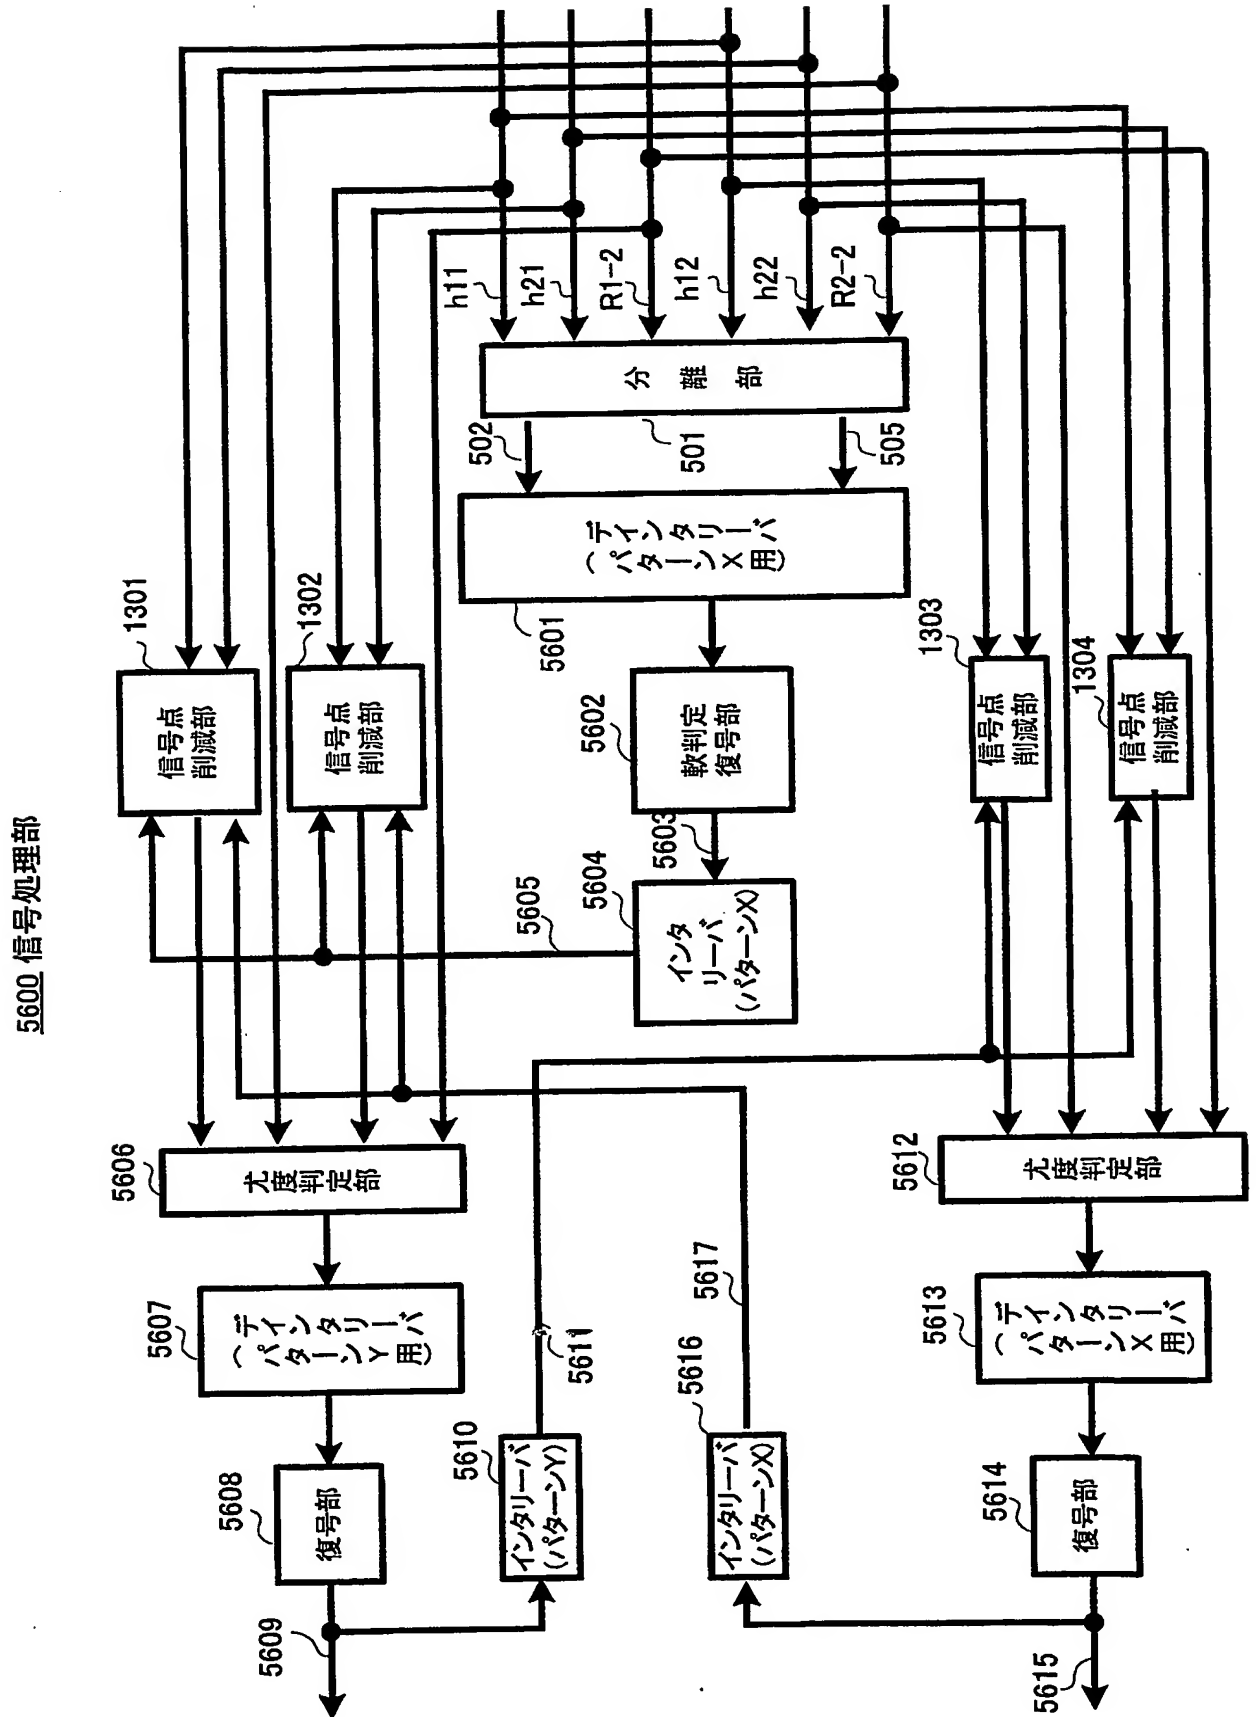 5600 信号処理部
h11
h21
R1-2
h12
h22
R2-2
分離部
501
502
505
ディンタリーバ
(パターンX用)
5601
軟判定
復号部
5602
5603
インタ
リーバ
(パターンX)
5604
5605
信号点
削減部
1301
信号点
削減部
1302
信号点
削減部
1303
信号点
削減部
1304
尤度判定部
5606
ディンタリーバ
(パターンY用)
5607
復号部
5608
5609
インタリーバ
(パターンY)
5610
5611
尤度判定部
5612
ディンタリーバ
(パターンX用)
5613
復号部
5614
5615
インタリーバ
(パターンX)
5616
5617